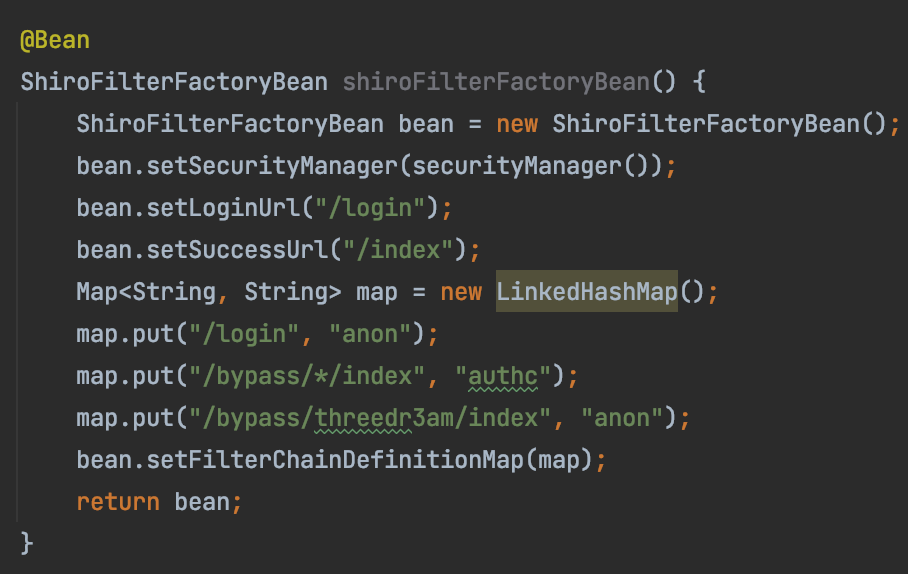 @Bean
ShiroFilterFactoryBean shiroFilterFactoryBean() {
    ShiroFilterFactoryBean bean = new ShiroFilterFactoryBean();
    bean.setSecurityManager(securityManager());
    bean.setLoginUrl("/login");
    bean.setSuccessUrl("/index");
    Map<String, String> map = new LinkedHashMap();
    map.put("/login", "anon");
    map.put("/bypass/*/index", "authc");
    map.put("/bypass/threedr3am/index", "anon");
    bean.setFilterChainDefinitionMap(map);
    return bean;
}